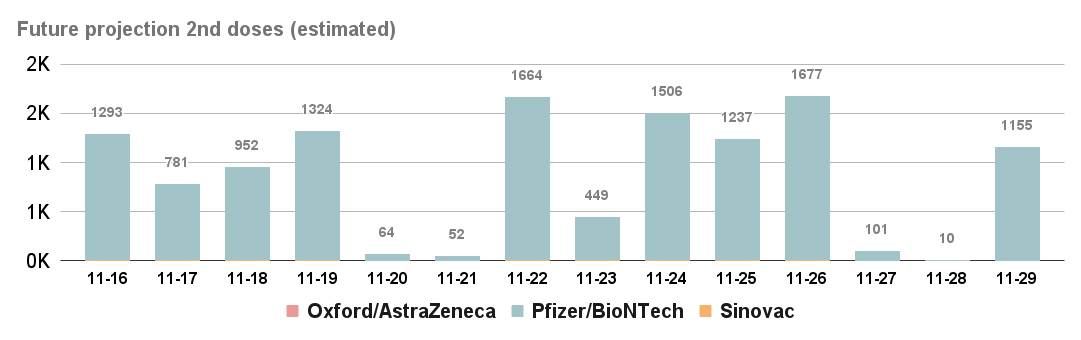 Future projection 2nd doses (estimated)
2K
2K
1K
1K
0K
1293
781
952
1324
64
52
1664
449
1506
1237
1677
101
10
1155
11-16 11-17 11-18 11-19 11-20 11-21 11-22 11-23 11-24 11-25 11-26 11-27 11-28 11-29
Oxford/AstraZeneca Pfizer/BioNTech Sinovac